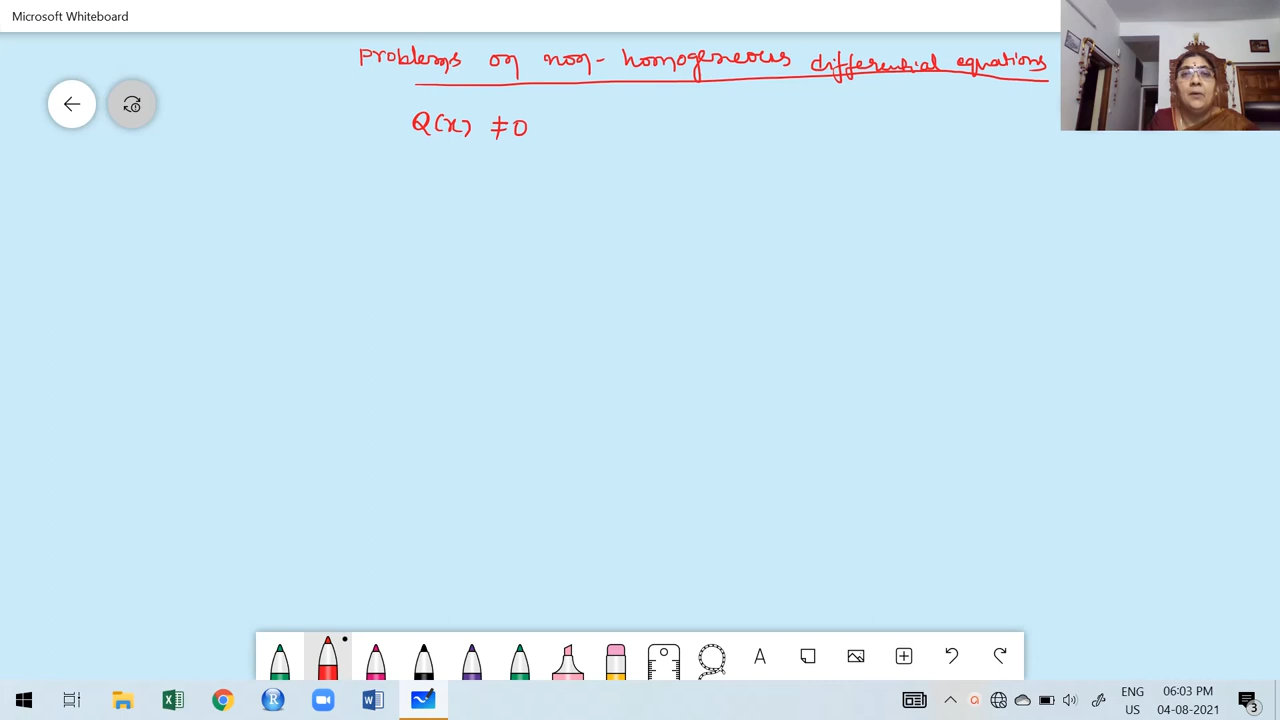 Microsoft Whiteboard
Problems on non-homogeneous differential equations
Q(x) ≠ 0
A
ENG
US
06:03 PM
04-08-2021
3